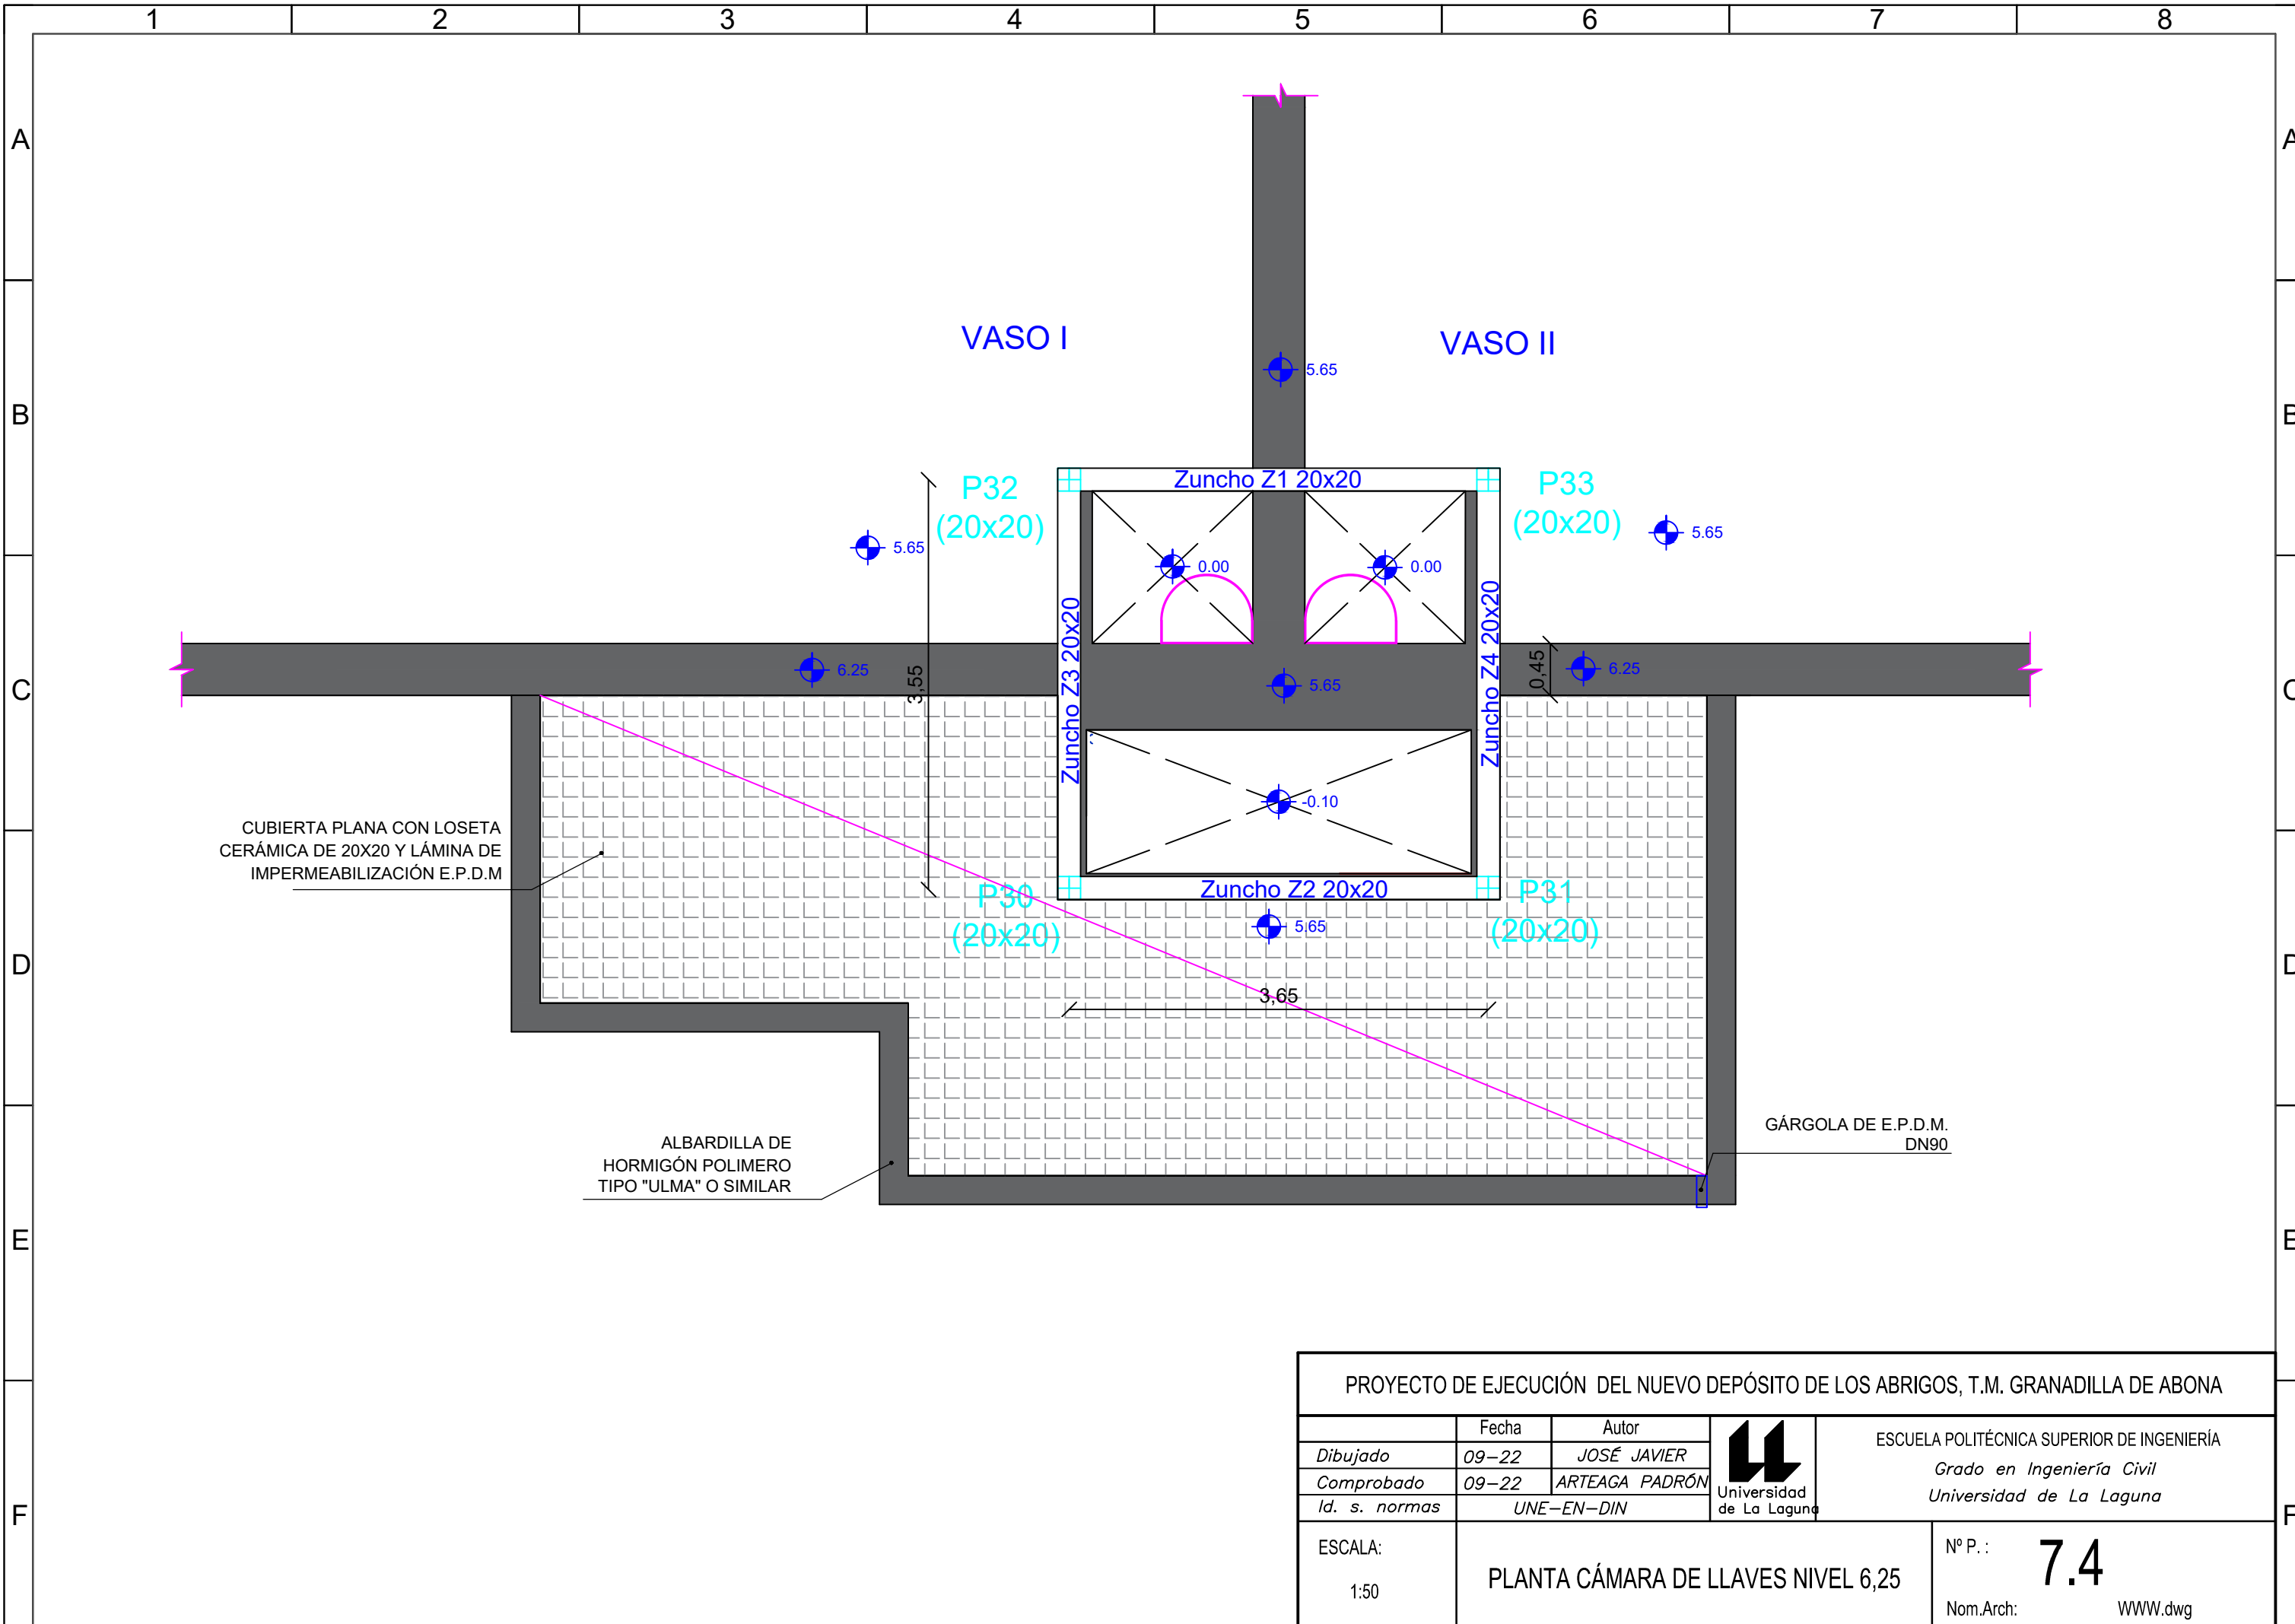 1 2 3 4 5 6 7 8
A A
VASO I VASO II
5.65
B B
P32
(20x20)
Zuncho Z1 20x20
P33
(20x20)
5.65
5.65
0.00
0.00
Zuncho Z3 20x20
Zuncho Z4 20x20
3,55
0,45
6.25
6.25
5.65
C C
-0.10
CUBIERTA PLANA CON LOSETA
CERÁMICA DE 20X20 Y LÁMINA DE
IMPERMEABILIZACIÓN E.P.D.M
P30
(20x20)
Zuncho Z2 20x20
P31
(20x20)
5.65
D D
3,65
ALBARDILLA DE
HORMIGÓN POLIMERO
TIPO "ULMA" O SIMILAR
GÁRGOLA DE E.P.D.M.
DN90
E E
PROYECTO DE EJECUCIÓN DEL NUEVO DEPÓSITO DE LOS ABRIGOS, T.M. GRANADILLA DE ABONA
Fecha Autor
Dibujado 09-22 JOSÉ JAVIER
Comprobado 09-22 ARTEAGA PADRÓN
Id. s. normas UNE-EN-DIN
Universidad
de La Laguna
ESCUELA POLITÉCNICA SUPERIOR DE INGENIERÍA
Grado en Ingeniería Civil
Universidad de La Laguna
F F
ESCALA:
1:50
PLANTA CÁMARA DE LLAVES NIVEL 6,25
Nº P. : 7.4
Nom.Arch: WWW.dwg